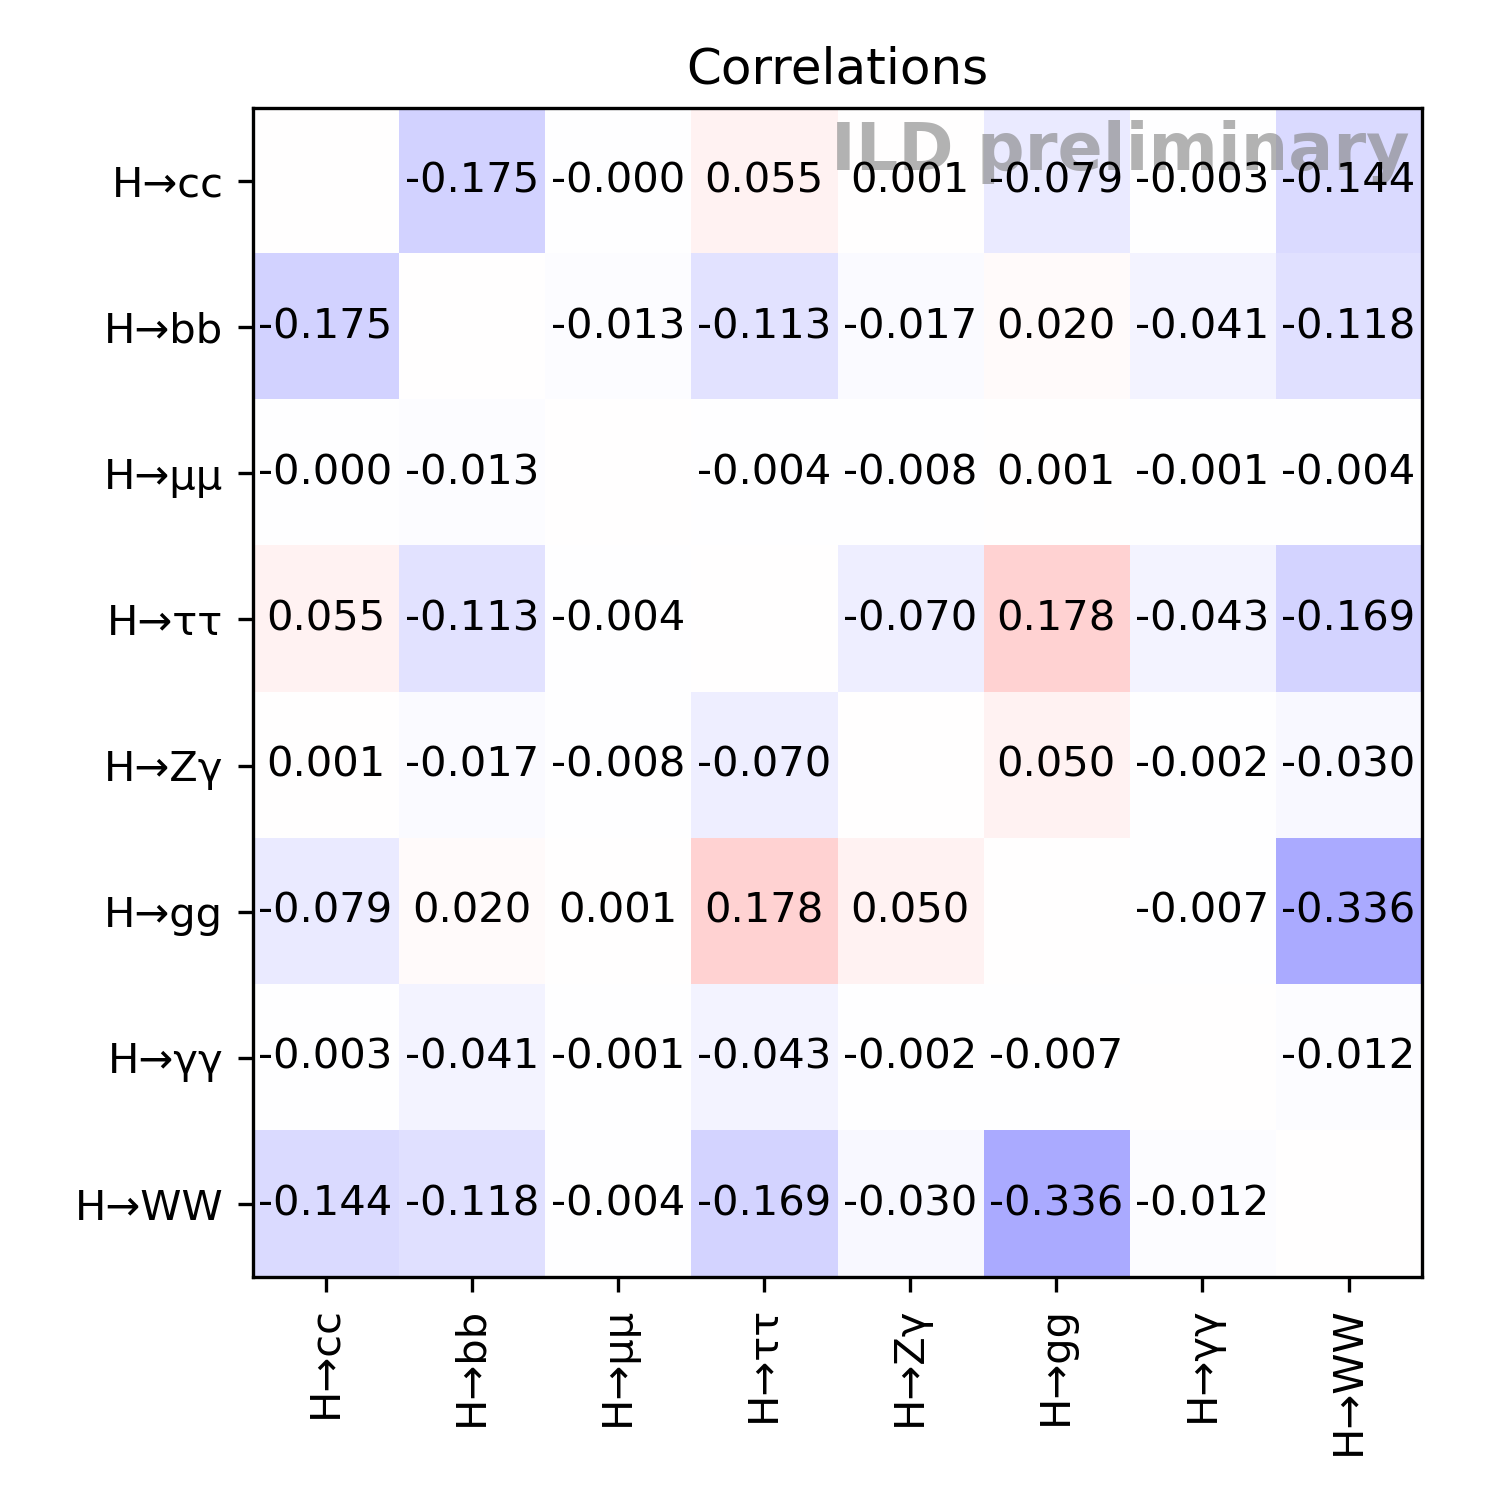 Correlations
ILD preliminary
H→cc -0.175 -0.000 0.055 0.001 -0.079 -0.003 -0.144
H→bb -0.175 -0.013 -0.113 -0.017 0.020 -0.041 -0.118
H→μμ -0.000 -0.013 -0.004 -0.008 0.001 -0.001 -0.004
H→ττ 0.055 -0.113 -0.004 -0.070 0.178 -0.043 -0.169
H→Zγ 0.001 -0.017 -0.008 -0.070 0.050 -0.002 -0.030
H→gg -0.079 0.020 0.001 0.178 0.050 -0.007 -0.336
H→γγ -0.003 -0.041 -0.001 -0.043 -0.002 -0.007 -0.012
H→WW -0.144 -0.118 -0.004 -0.169 -0.030 -0.336 -0.012
H→cc H→bb H→μμ H→ττ H→Zγ H→gg H→γγ H→WW